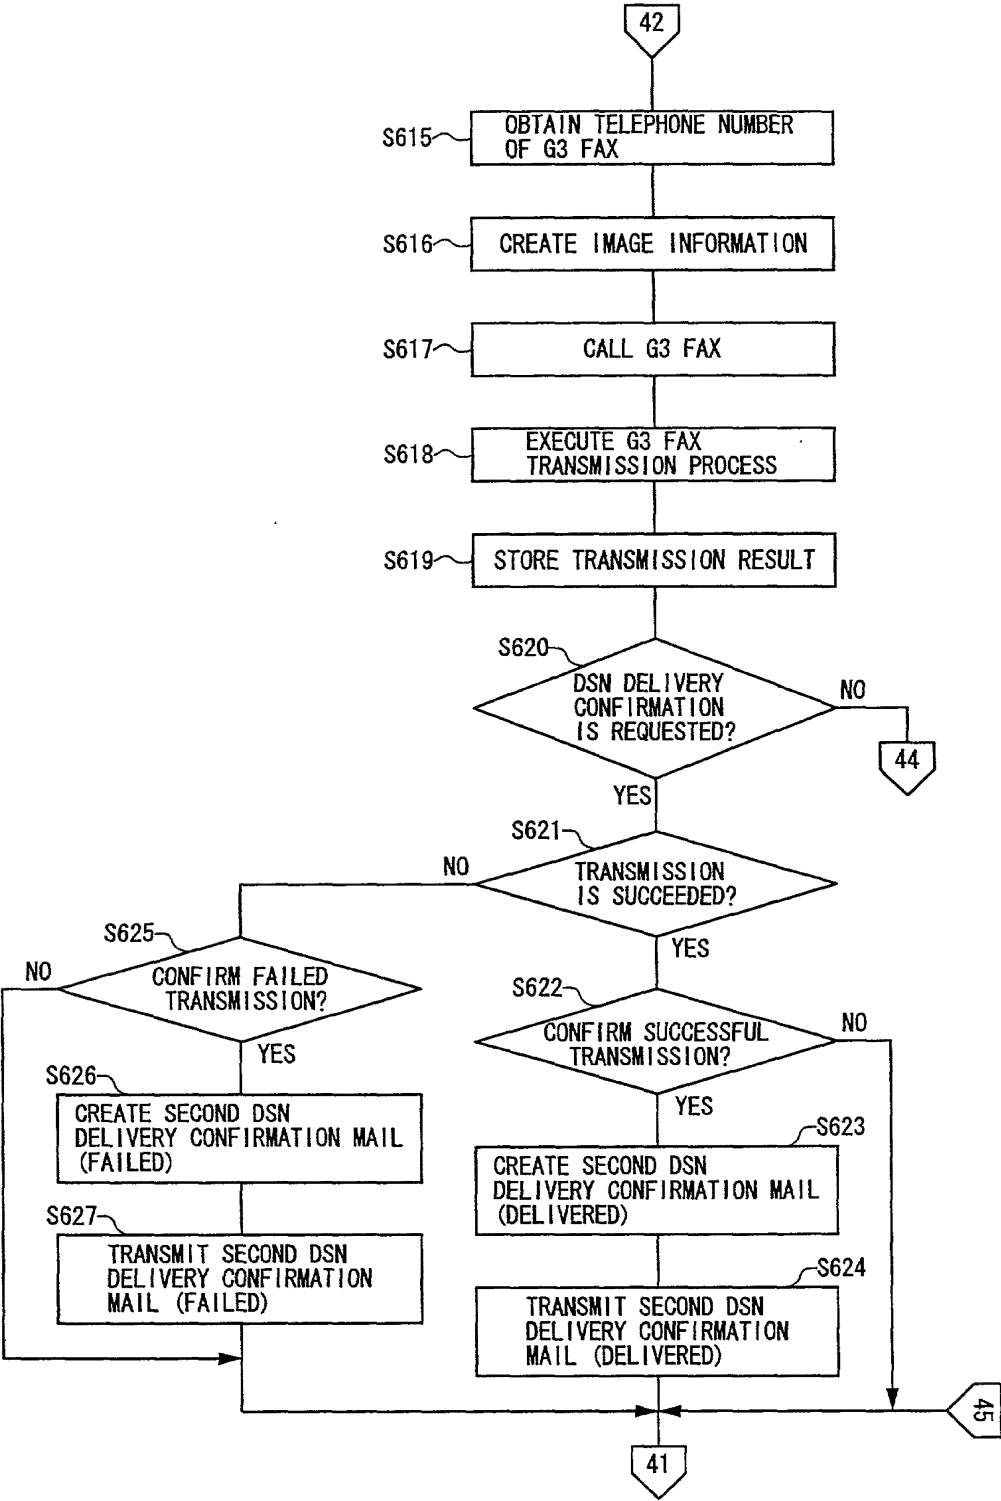 42
S615
OBTAIN TELEPHONE NUMBER
OF G3 FAX
S616
CREATE IMAGE INFORMATION
S617
CALL G3 FAX
S618
EXECUTE G3 FAX
TRANSMISSION PROCESS
S619
STORE TRANSMISSION RESULT
S620
DSN DELIVERY
CONFIRMATION
IS REQUESTED?
NO
44
YES
S621
TRANSMISSION
IS SUCCEEDED?
NO
YES
S625
CONFIRM FAILED
TRANSMISSION?
NO
YES
S622
CONFIRM SUCCESSFUL
TRANSMISSION?
NO
YES
S626
CREATE SECOND DSN
DELIVERY CONFIRMATION MAIL
(FAILED)
S623
CREATE SECOND DSN
DELIVERY CONFIRMATION MAIL
(DELIVERED)
S627
TRANSMIT SECOND DSN
DELIVERY CONFIRMATION
MAIL (FAILED)
S624
TRANSMIT SECOND DSN
DELIVERY CONFIRMATION
MAIL (DELIVERED)
45
41